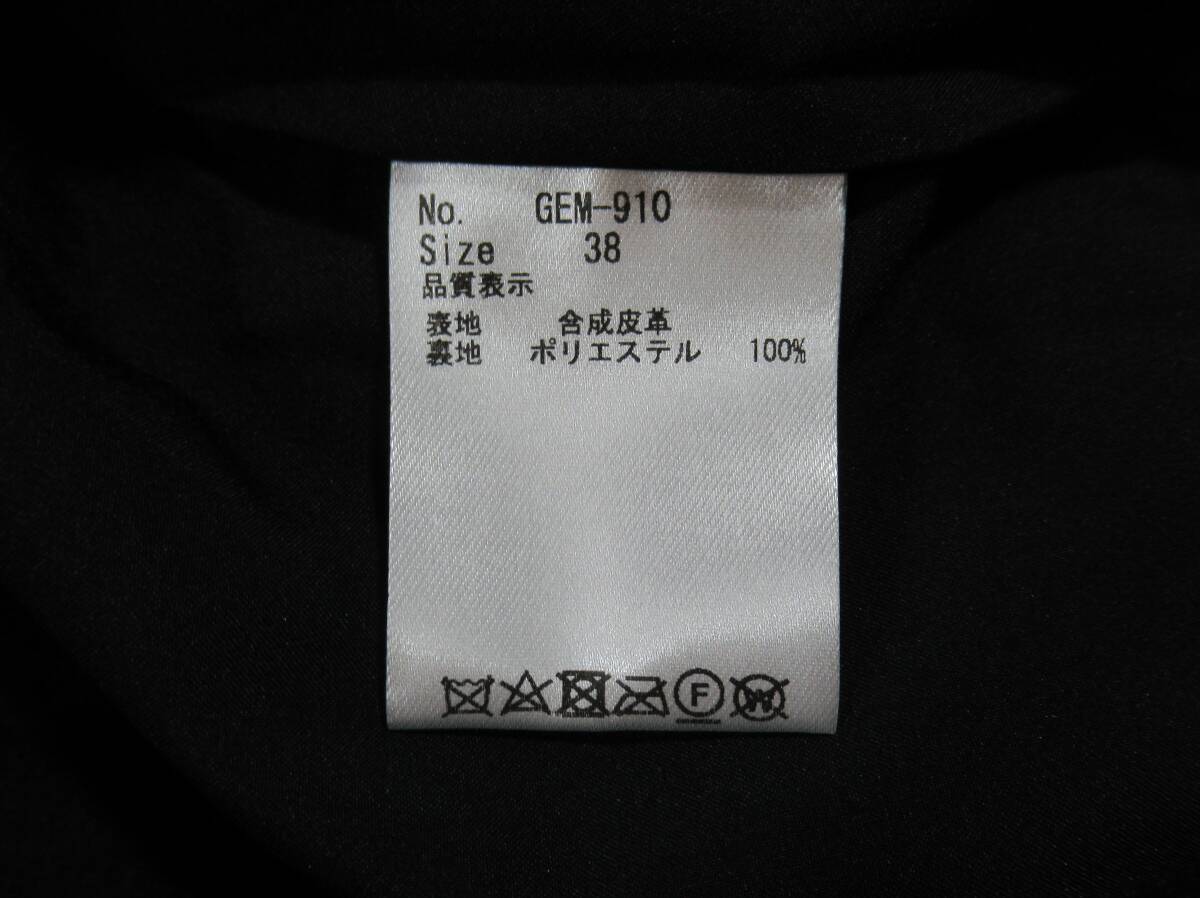 No. GEM-910
Size 38
品質表示
表地 合成皮革
裏地 ポリエステル 100%
F W